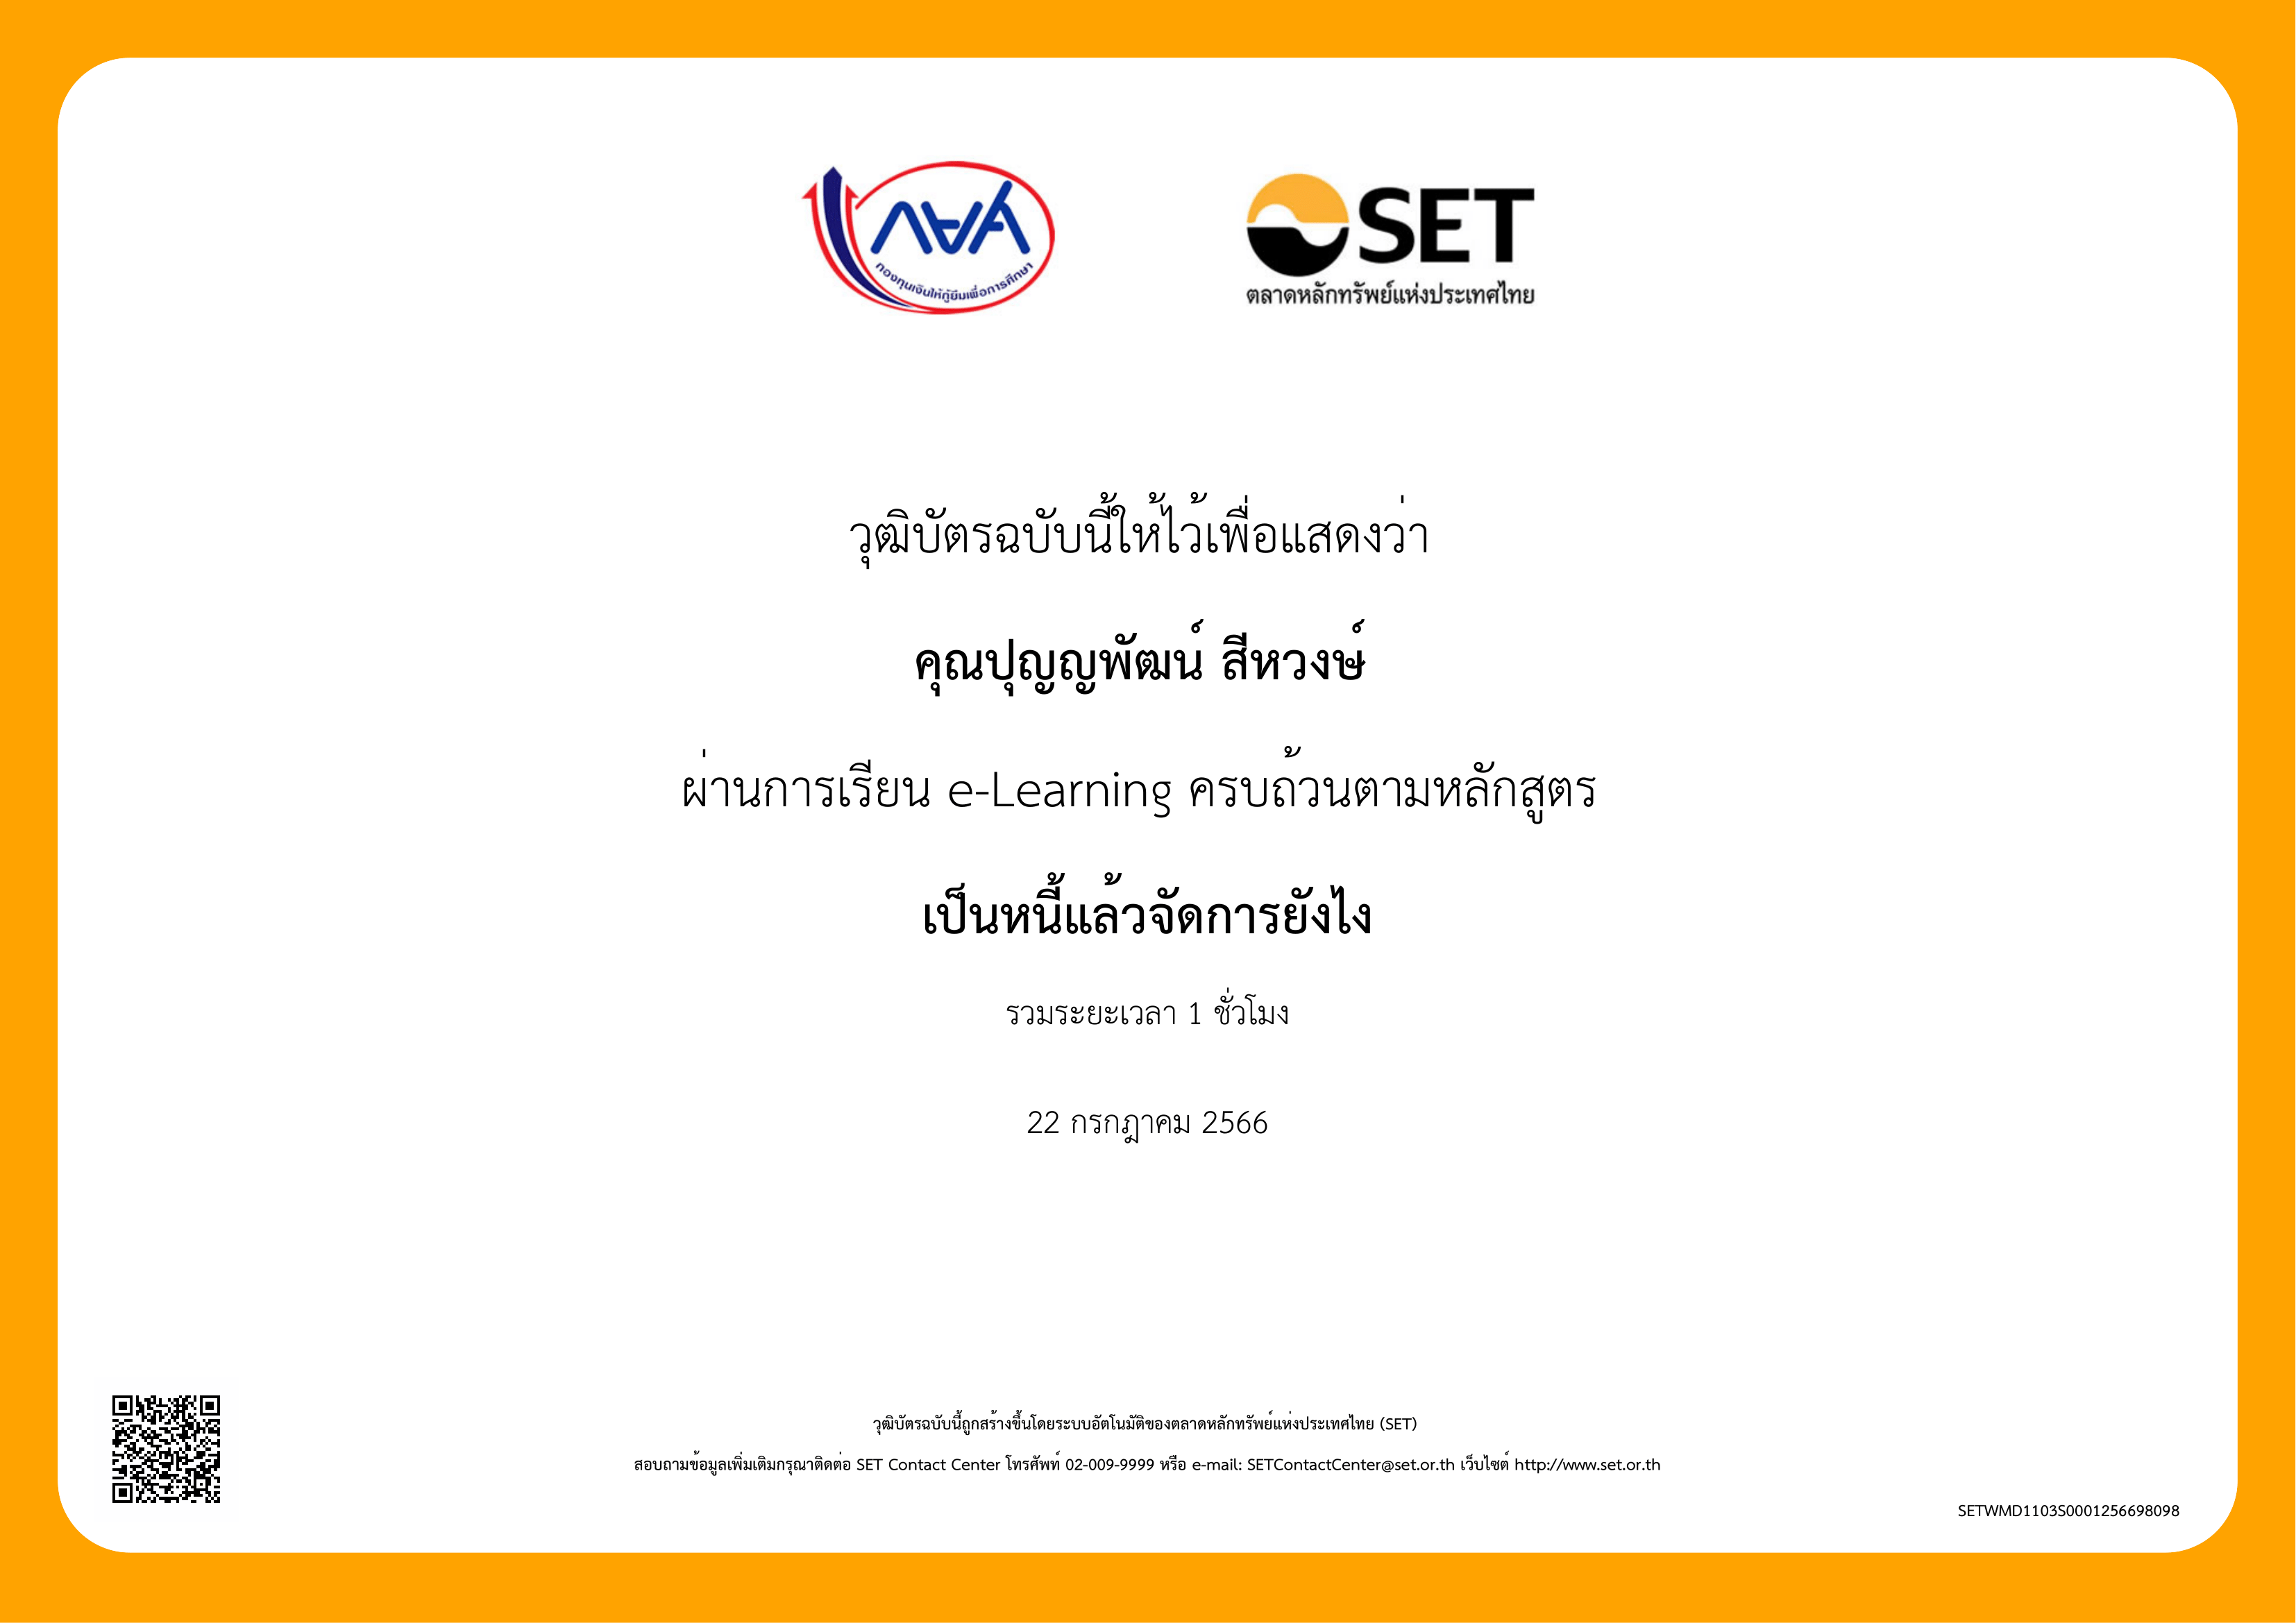 กยศ
กองทุนเงินให้กู้ยืมเพื่อการศึกษา
SET
ตลาดหลักทรัพย์แห่งประเทศไทย
วุฒิบัตรฉบับนี้ให้ไว้เพื่อแสดงว่า
คุณปุญญพัฒน์ สีหวงษ์
ผ่านการเรียน e-Learning ครบถ้วนตามหลักสูตร
เป็นหนี้แล้วจัดการยังไง
รวมระยะเวลา 1 ชั่วโมง
22 กรกฎาคม 2566
วุฒิบัตรฉบับนี้ถูกสร้างขึ้นโดยระบบอัตโนมัติของตลาดหลักทรัพย์แห่งประเทศไทย (SET)
สอบถามข้อมูลเพิ่มเติมกรุณาติดต่อ SET Contact Center โทรศัพท์ 02-009-9999 หรือ e-mail: SETContactCenter@set.or.th เว็บไซต์ http://www.set.or.th
SETWMD1103S0001256698098